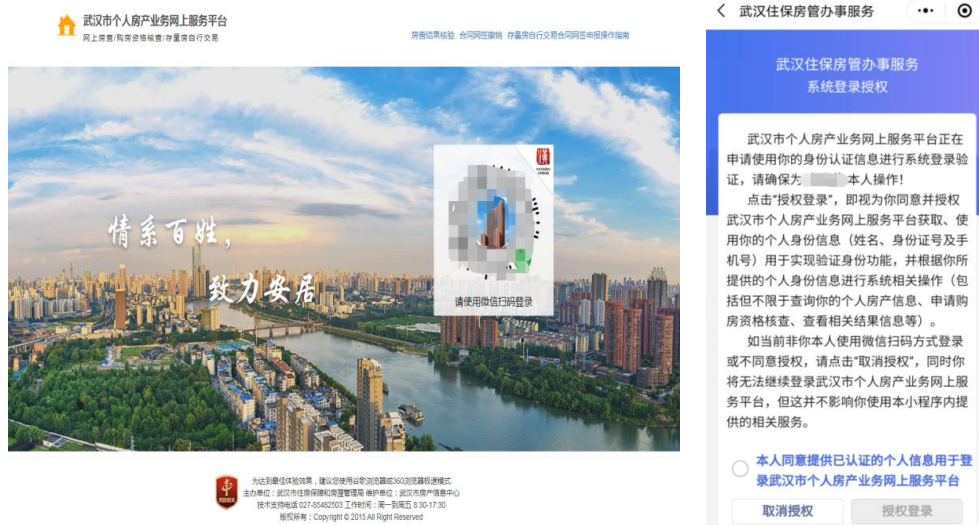 武汉市个人房产业务网上服务平台
网上房查/购房资格核查/存量房自行交易
房查结果核验 合同网签撤销 存量房自行交易合同网签申报操作指南
情系百姓，
致力安居
请使用微信扫码登录
为达到最佳体验效果，建议您使用谷歌浏览器或360浏览器极速模式
主办单位：武汉市住房保障和房屋管理局 维护单位：武汉市房产信息中心
技术支持电话:027-85482503 工作时间：周一到周五 8:30-17:30
版权所有：Copyright © 2015 All Right Reserved
武汉住保房管办事服务
武汉住保房管办事服务
系统登录授权
武汉市个人房产业务网上服务平台正在
申请使用你的身份认证信息进行系统登录验
证，请确保为 本人操作！
点击“授权登录”，即视为你同意并授权
武汉市个人房产业务网上服务平台获取、使
用你的个人身份信息（姓名、身份证号及手
机号）用于实现验证身份功能，并根据你所
提供的个人身份信息进行系统相关操作（包
括但不限于查询你的个人房产信息、申请购
房资格核查、查看相关结果信息等）。
如当前非你本人使用微信扫码方式登录
或不同意授权，请点击“取消授权”，同时你
将无法继续登录武汉市个人房产业务网上服
务平台，但这并不影响你使用本小程序内提
供的相关服务。
本人同意提供已认证的个人信息用于登
录武汉市个人房产业务网上服务平台
取消授权 授权登录